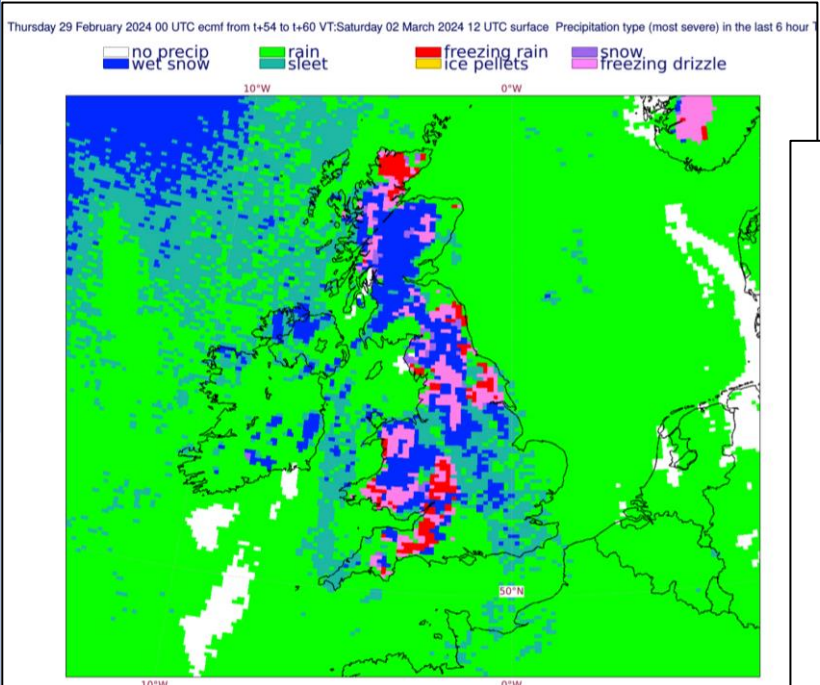 Thursday 29 February 2024 00 UTC ecmf from t+54 to t+60 VT:Saturday 02 March 2024 12 UTC surface Precipitation type (most severe) in the last 6 hour
no precip rain freezing rain snow
wet snow sleet ice pellets freezing drizzle
10°W 0°W
50°N
10°W 0°W